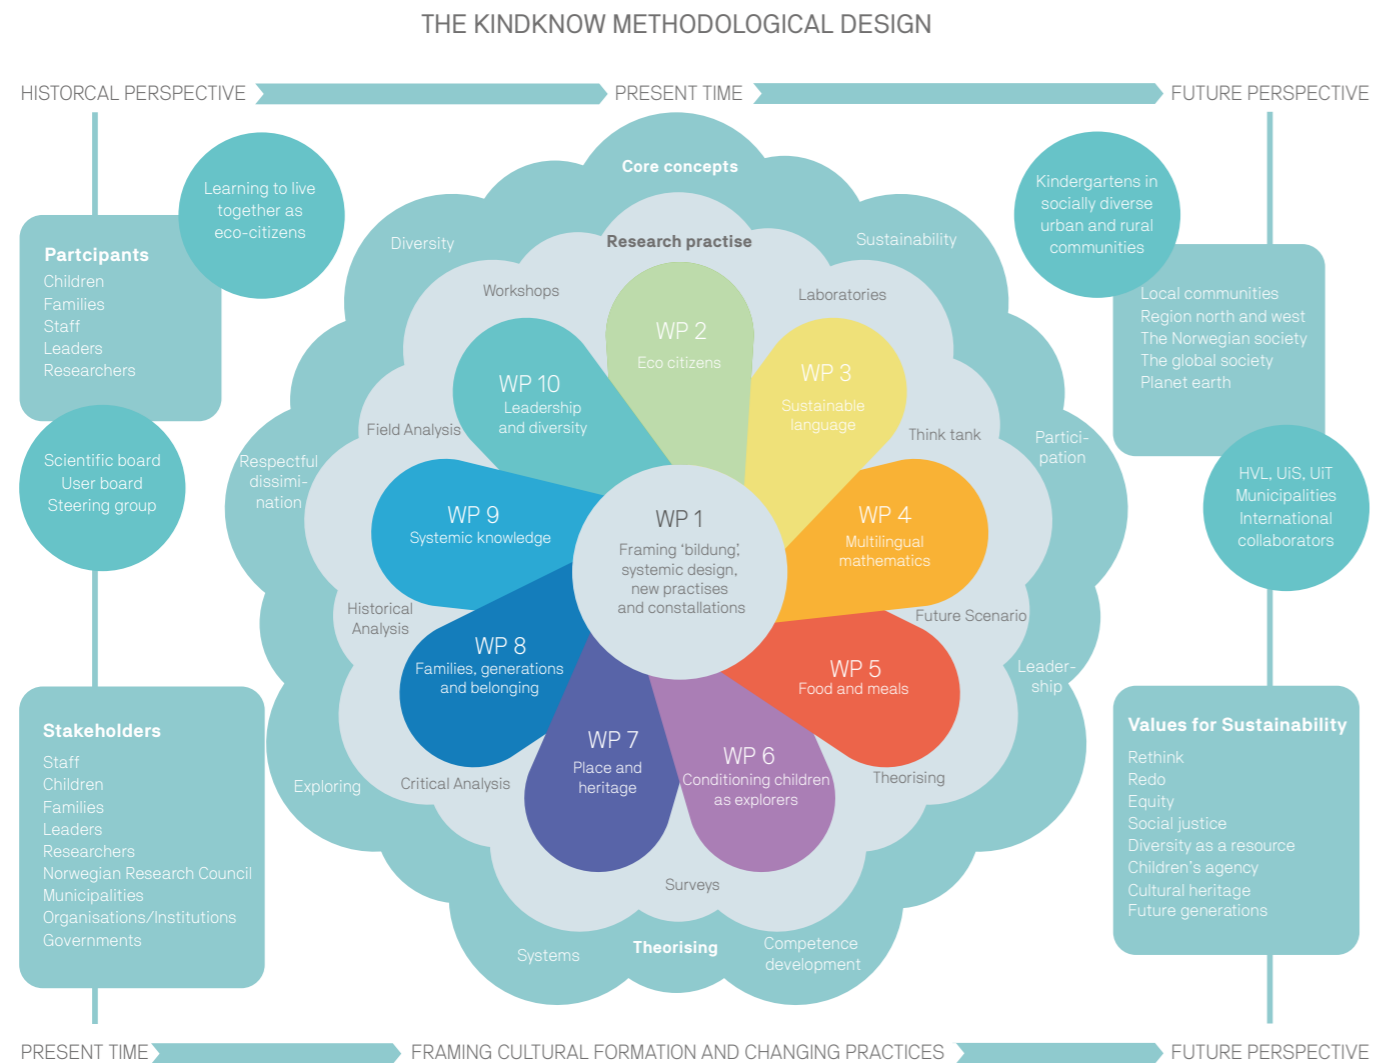 THE KINDKNOW METHODOLOGICAL DESIGN
HISTORCAL PERSPECTIVE
PRESENT TIME
FUTURE PERSPECTIVE
Learning to live
together as
eco-citizens
Partcipants
Children
Families
Staff
Leaders
Researchers
Scientific board
User board
Steering group
Stakeholders
Staff
Children
Families
Leaders
Researchers
Norwegian Research Council
Municipalities
Organisations/Institutions
Governments
Core concepts
Diversity
Sustainability
Respectful
dissimi-
nation
Partici-
pation
Leader-
ship
Exploring
Systems
Theorising
Competence
development
Research practise
Workshops
Laboratories
Field Analysis
Think tank
Historical
Analysis
Future Scenario
Critical Analysis
Theorising
Surveys
WP 1
Framing ‘bildung’,
systemic design,
new practises
and constallations
WP 2
Eco citizens
WP 3
Sustainable
language
WP 4
Multilingual
mathematics
WP 5
Food and meals
WP 6
Conditioning children
as explorers
WP 7
Place and
heritage
WP 8
Families, generations
and belonging
WP 9
Systemic knowledge
WP 10
Leadership
and diversity
Kindergartens in
socially diverse
urban and rural
communities
Local communities
Region north and west
The Norwegian society
The global society
Planet earth
HVL, UiS, UiT
Municipalities
International
collaborators
Values for Sustainability
Rethink
Redo
Equity
Social justice
Diversity as a resource
Children’s agency
Cultural heritage
Future generations
PRESENT TIME
FRAMING CULTURAL FORMATION AND CHANGING PRACTICES
FUTURE PERSPECTIVE